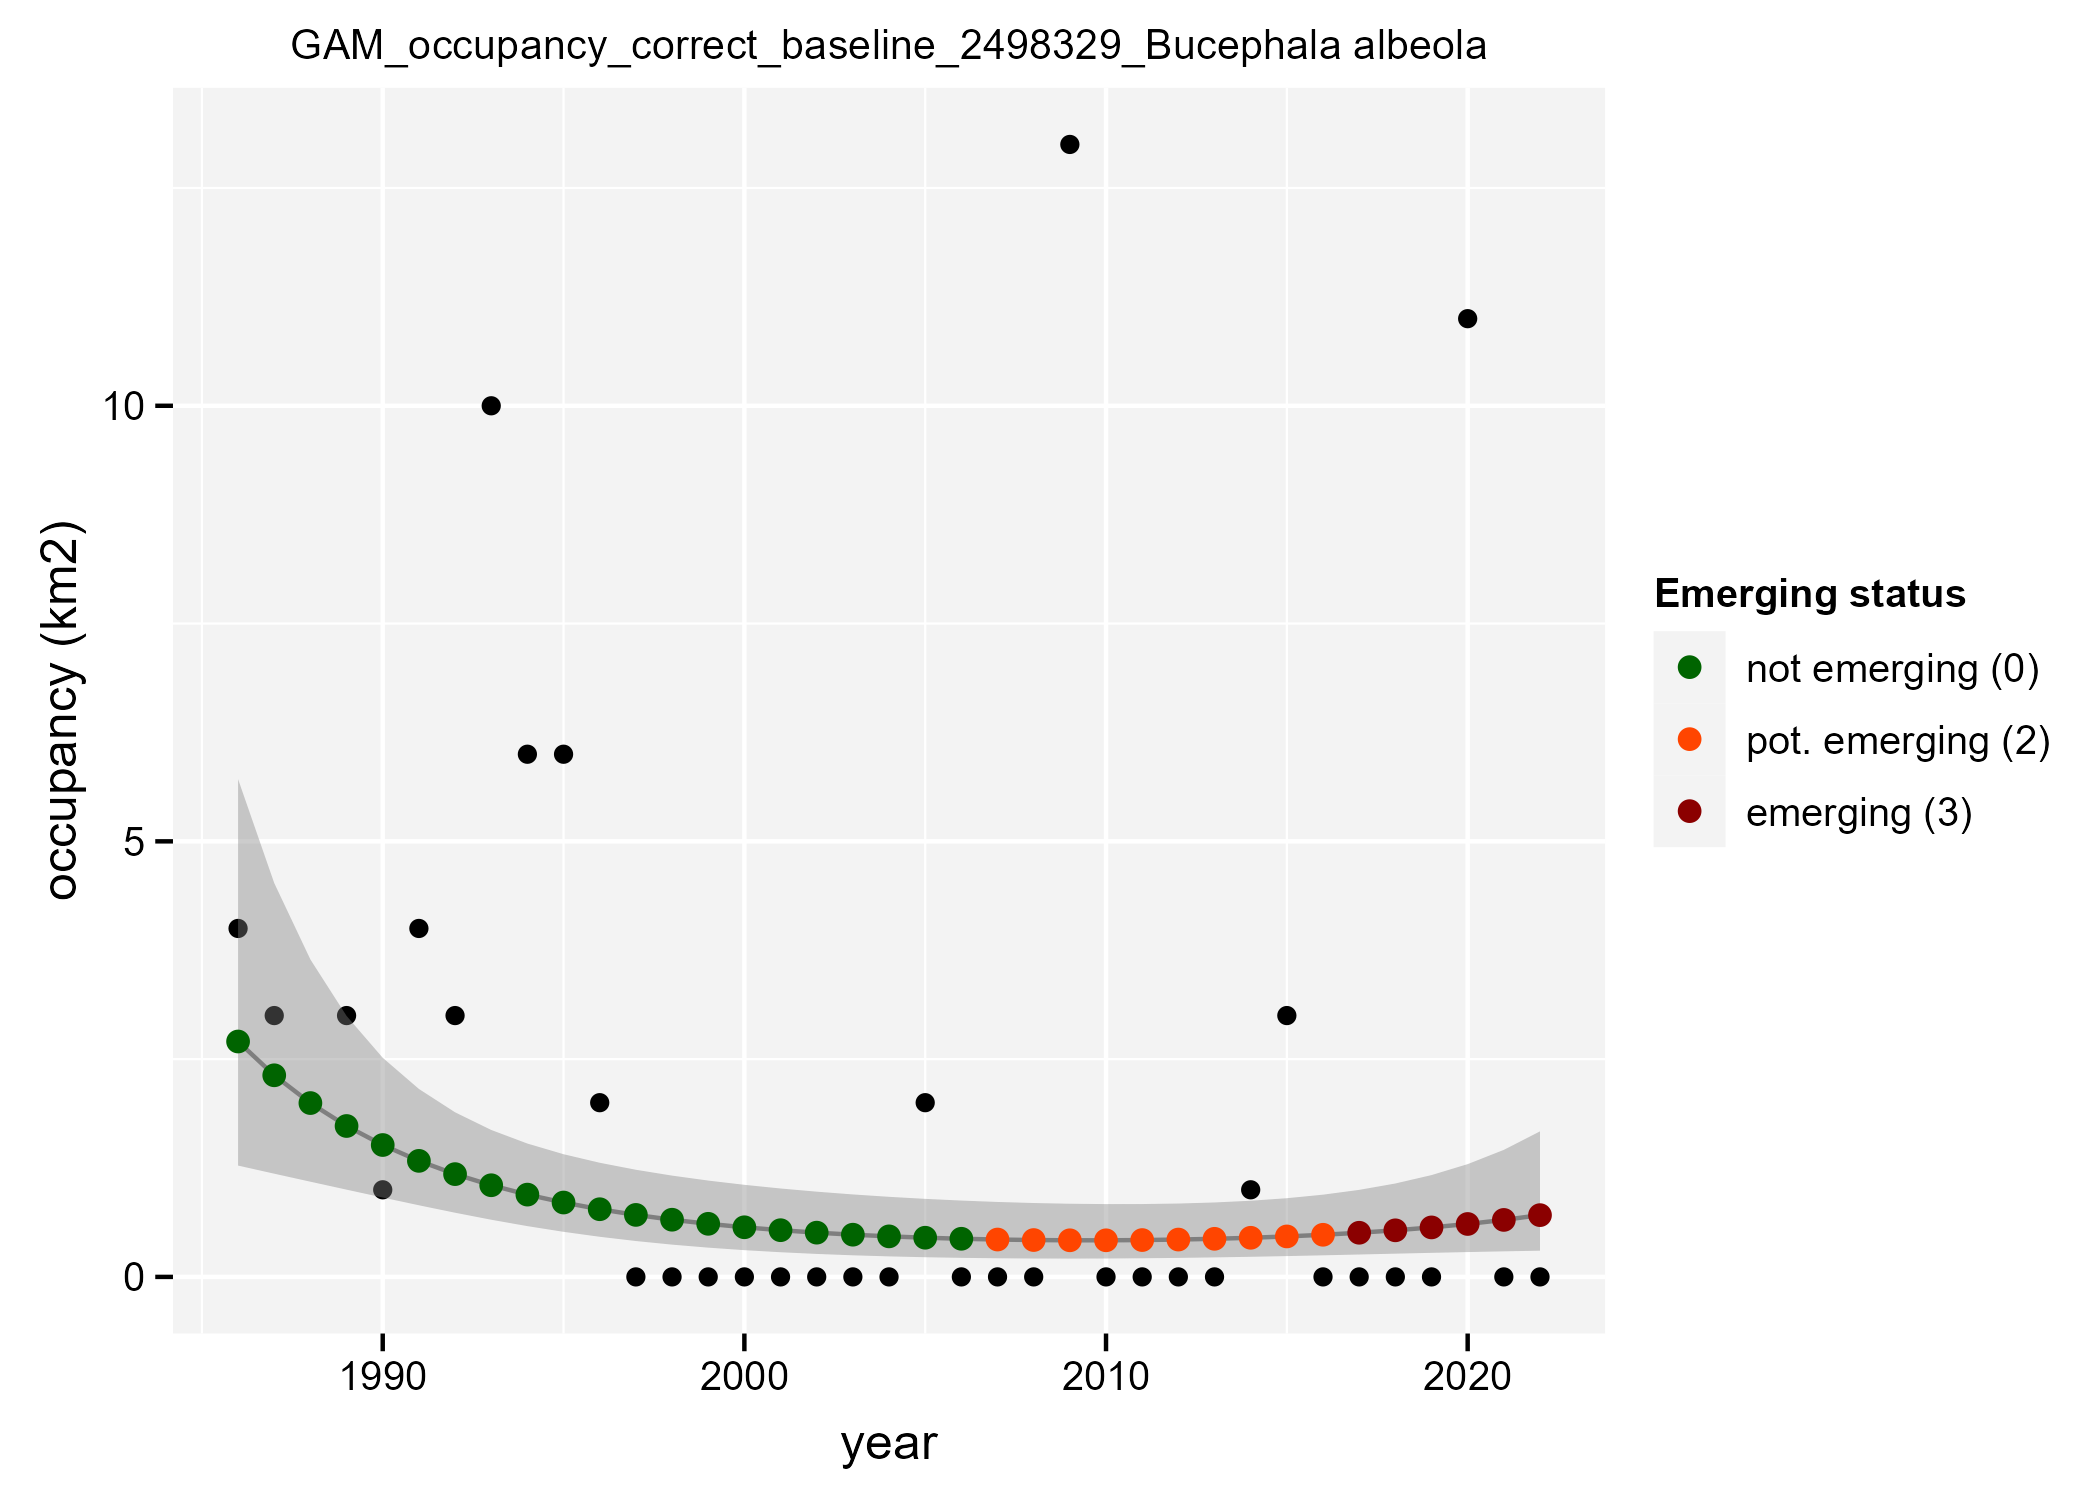 GAM_occupancy_correct_baseline_2498329_Bucephala albeola
occupancy (km2)
10
5
0
1990
2000
2010
2020
year
Emerging status
not emerging (0)
pot. emerging (2)
emerging (3)